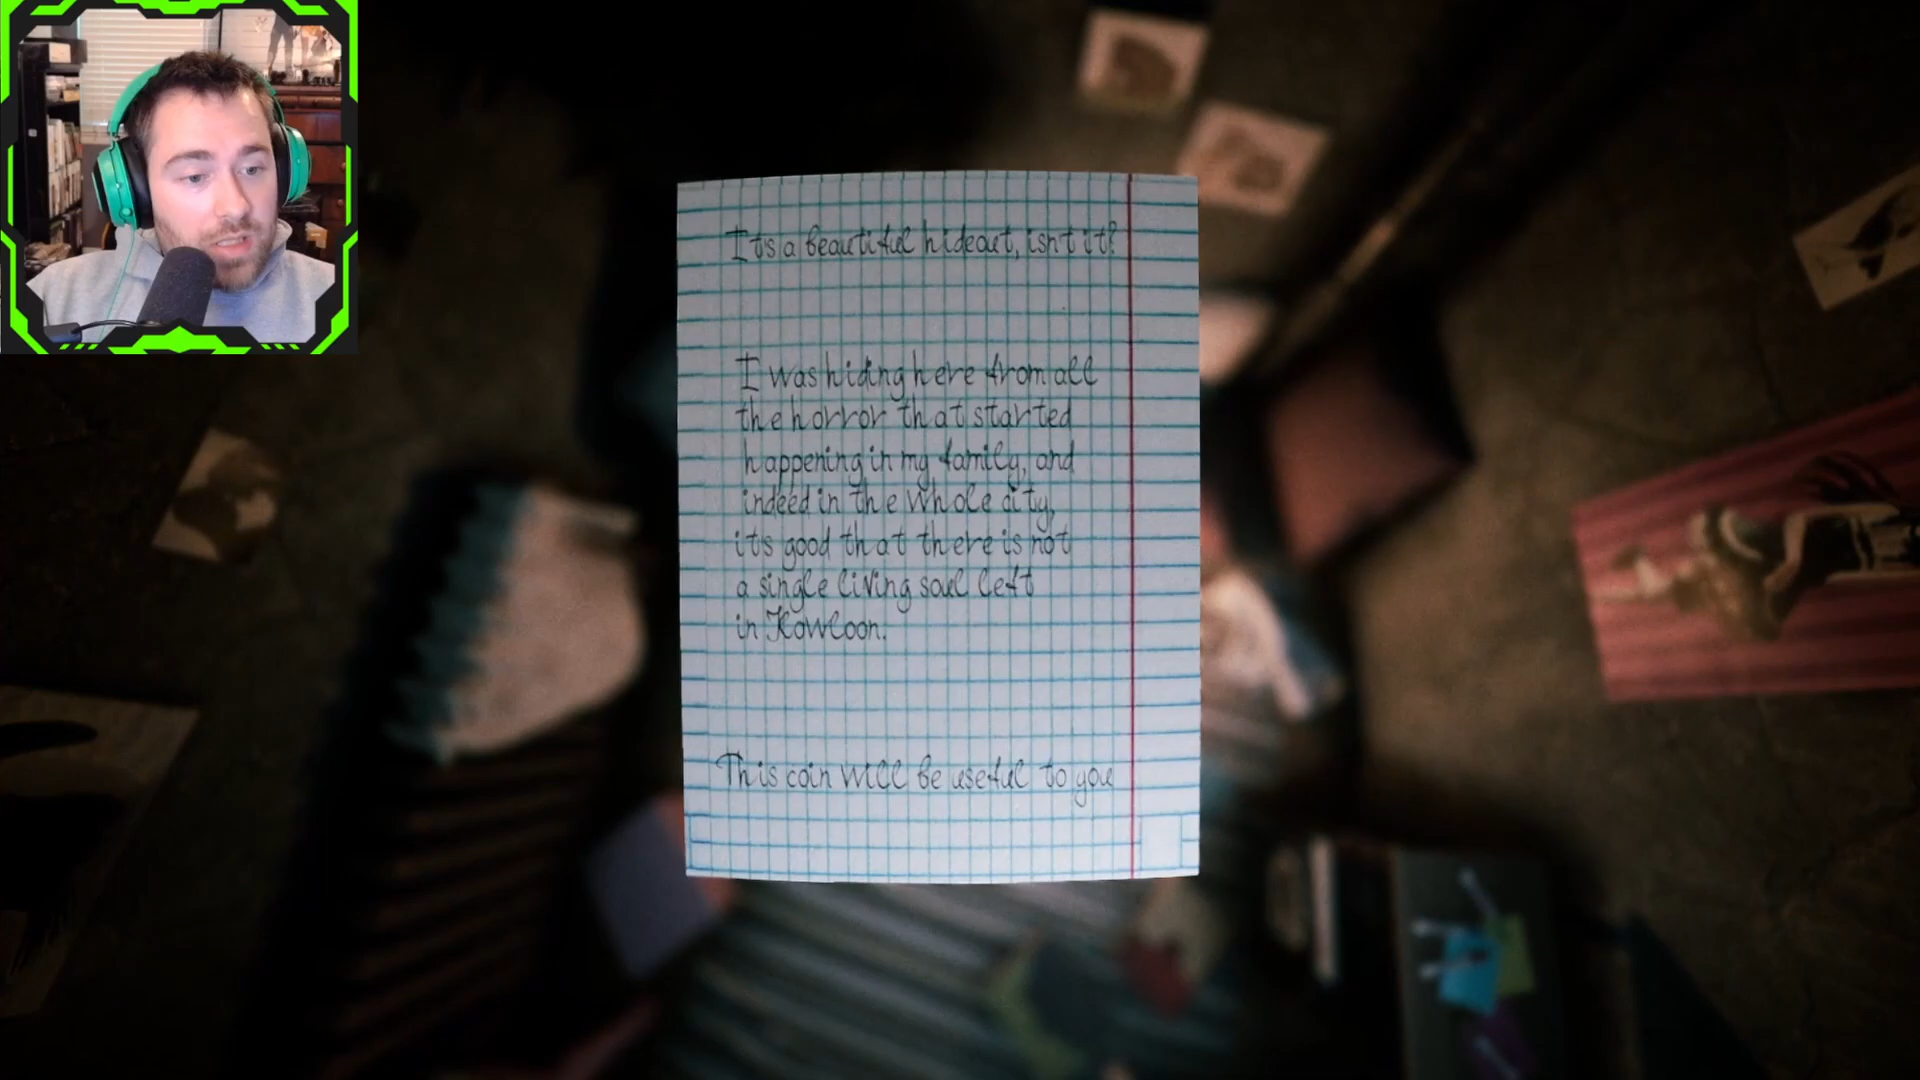 Its a beautiful hideout, isnt it?
I was hiding here from all
the horror that started
happening in my family, and
indeed in the whole city,
it's good that there is not
a single living soul left
in Kowloon.
This coin will be useful to you